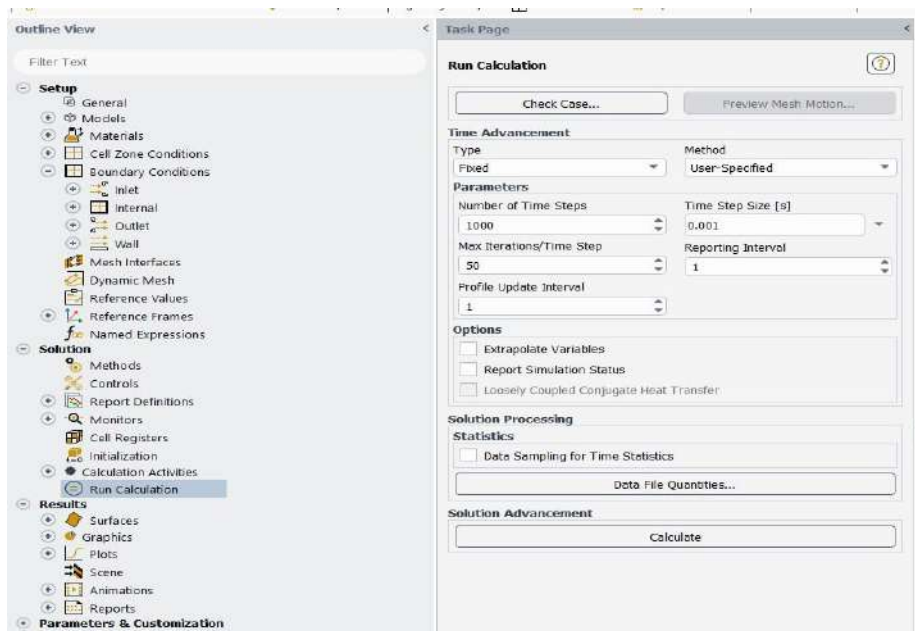 Outline View
<
Filter Text
Setup
General
Models
Materials
Cell Zone Conditions
Boundary Conditions
Inlet
Internal
Outlet
Wall
Mesh Interfaces
Dynamic Mesh
Reference Values
Reference Frames
Named Expressions
Solution
Methods
Controls
Report Definitions
Monitors
Cell Registers
Initialization
Calculation Activities
Run Calculation
Results
Surfaces
Graphics
Plots
Scene
Animations
Reports
Parameters & Customization
Task Page
<
Run Calculation
?
Check Case...
Preview Mesh Motion...
Time Advancement
Type
Method
Fixed
User-Specified
Parameters
Number of Time Steps
Time Step Size [s]
1000
0.001
Max Iterations/Time Step
Reporting Interval
50
1
Profile Update Interval
1
Options
Extrapolate Variables
Report Simulation Status
Loosely Coupled Conjugate Heat Transfer
Solution Processing
Statistics
Data Sampling for Time Statistics
Data File Quantities...
Solution Advancement
Calculate